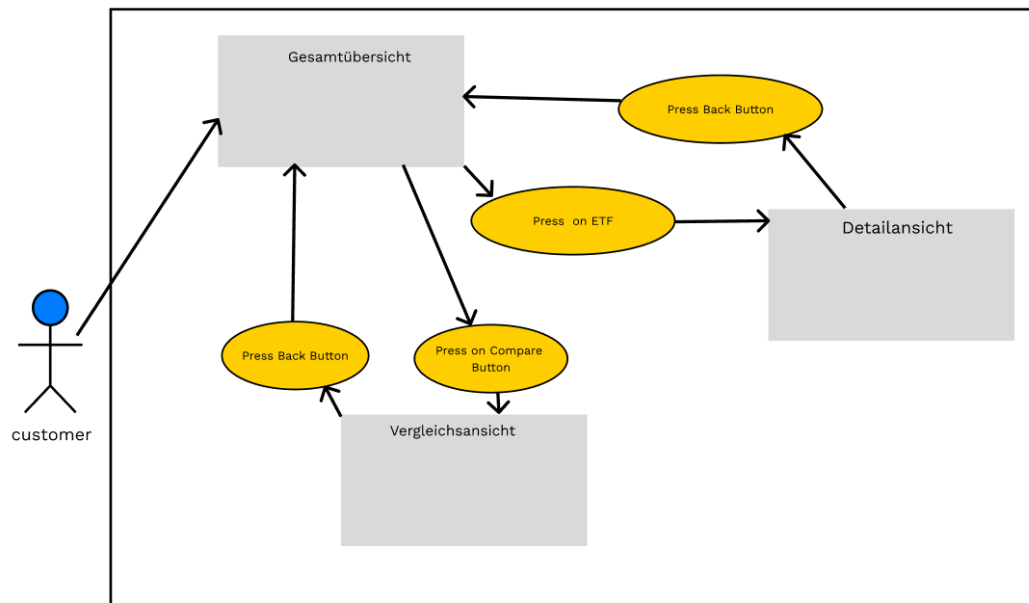 Gesamtübersicht
Press Back Button
Press on ETF
Detailansicht
Press Back Button
Press on Compare
Button
Vergleichsansicht
customer